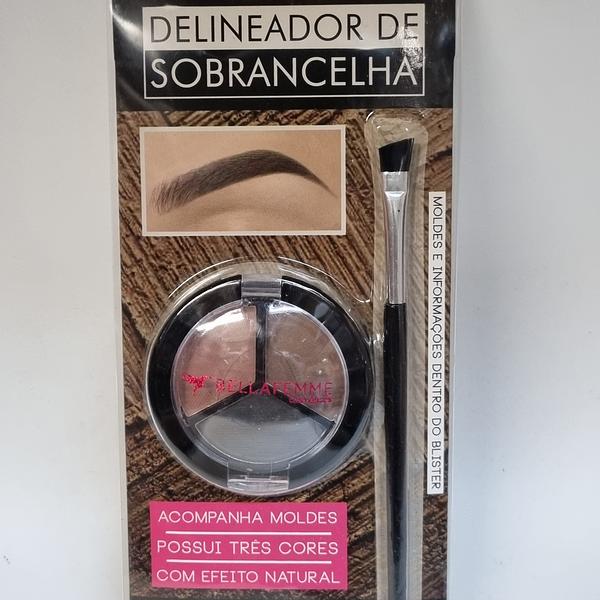 DELINEADOR DE
SOBRANCELHA
MOLDES E INFORMAÇÕES DENTRO DO BLISTER
BELLAFEMME
ACOMPANHA MOLDES
POSSUI TRÊS CORES
COM EFEITO NATURAL